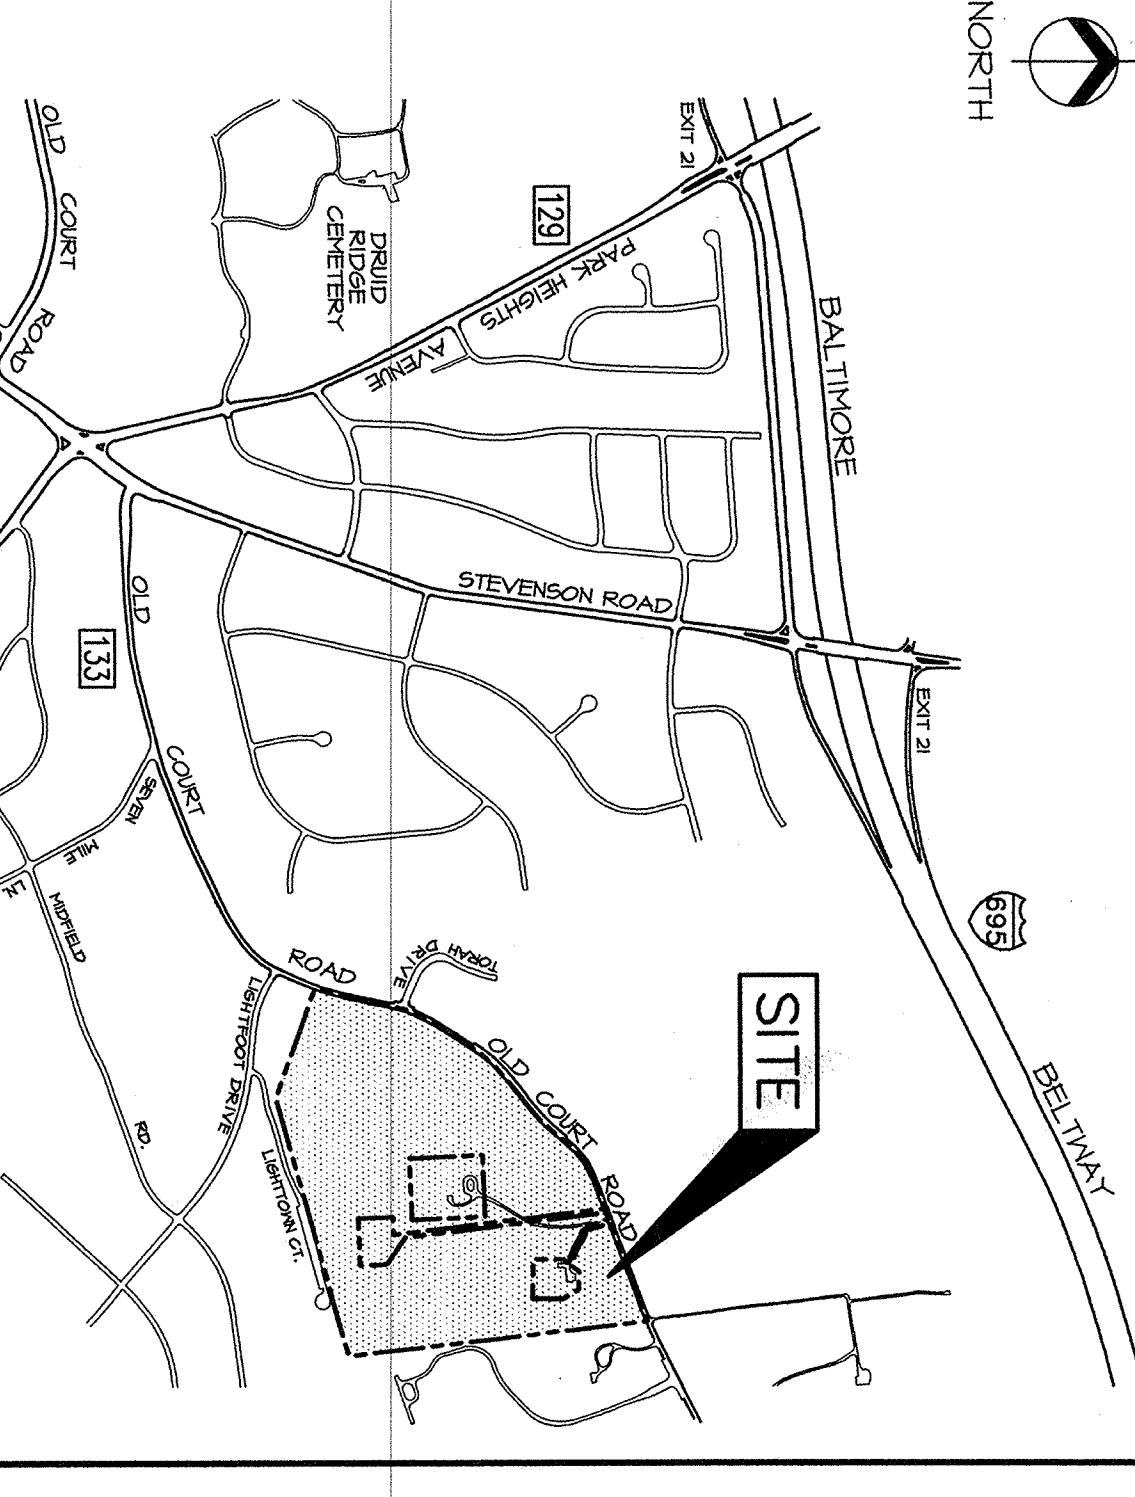 NORTH
EXIT 21
OLD
COURT
ROAD
129
PARK HEIGHTS
AVENUE
DRUID
RIDGE
CEMETERY
BALTIMORE
STEVENSON ROAD
EXIT 21
OLD
133
COURT
SEVEN
MILE
LN.
MIDFIELD
RD.
695
BELTWAY
ROAD
TORAH DRIVE
LIGHTFOOT DRIVE
LIGHTTOWN CT.
OLD COURT
ROAD
SITE